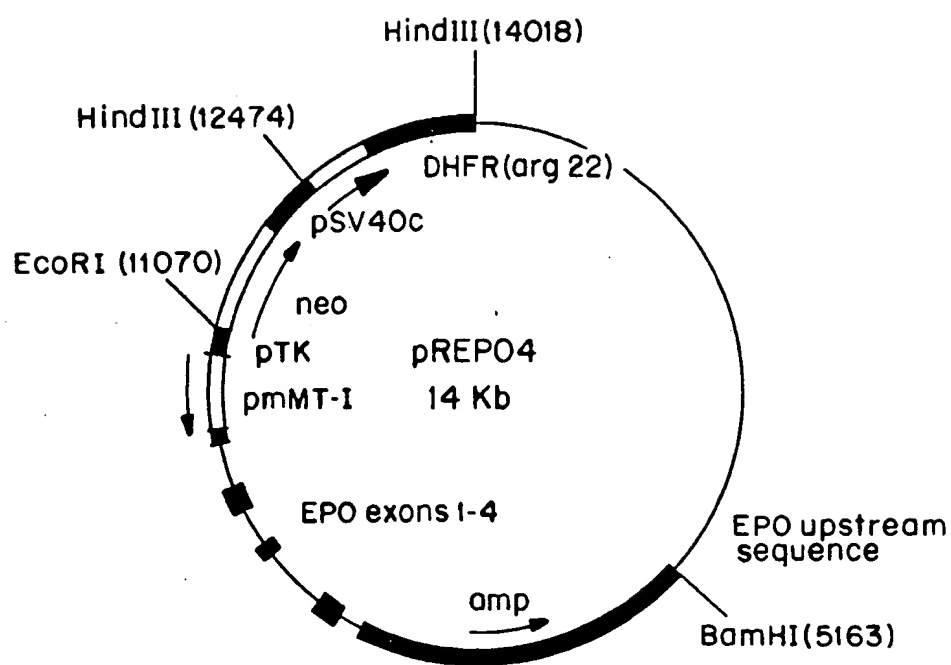 HindIII (14018)
HindIII (12474)
DHFR (arg 22)
pSV40c
EcoRI (11070)
neo
pTK
pREPO4
pmMT-I
14 Kb
EPO exons 1-4
EPO upstream
sequence
amp
BamHI (5163)